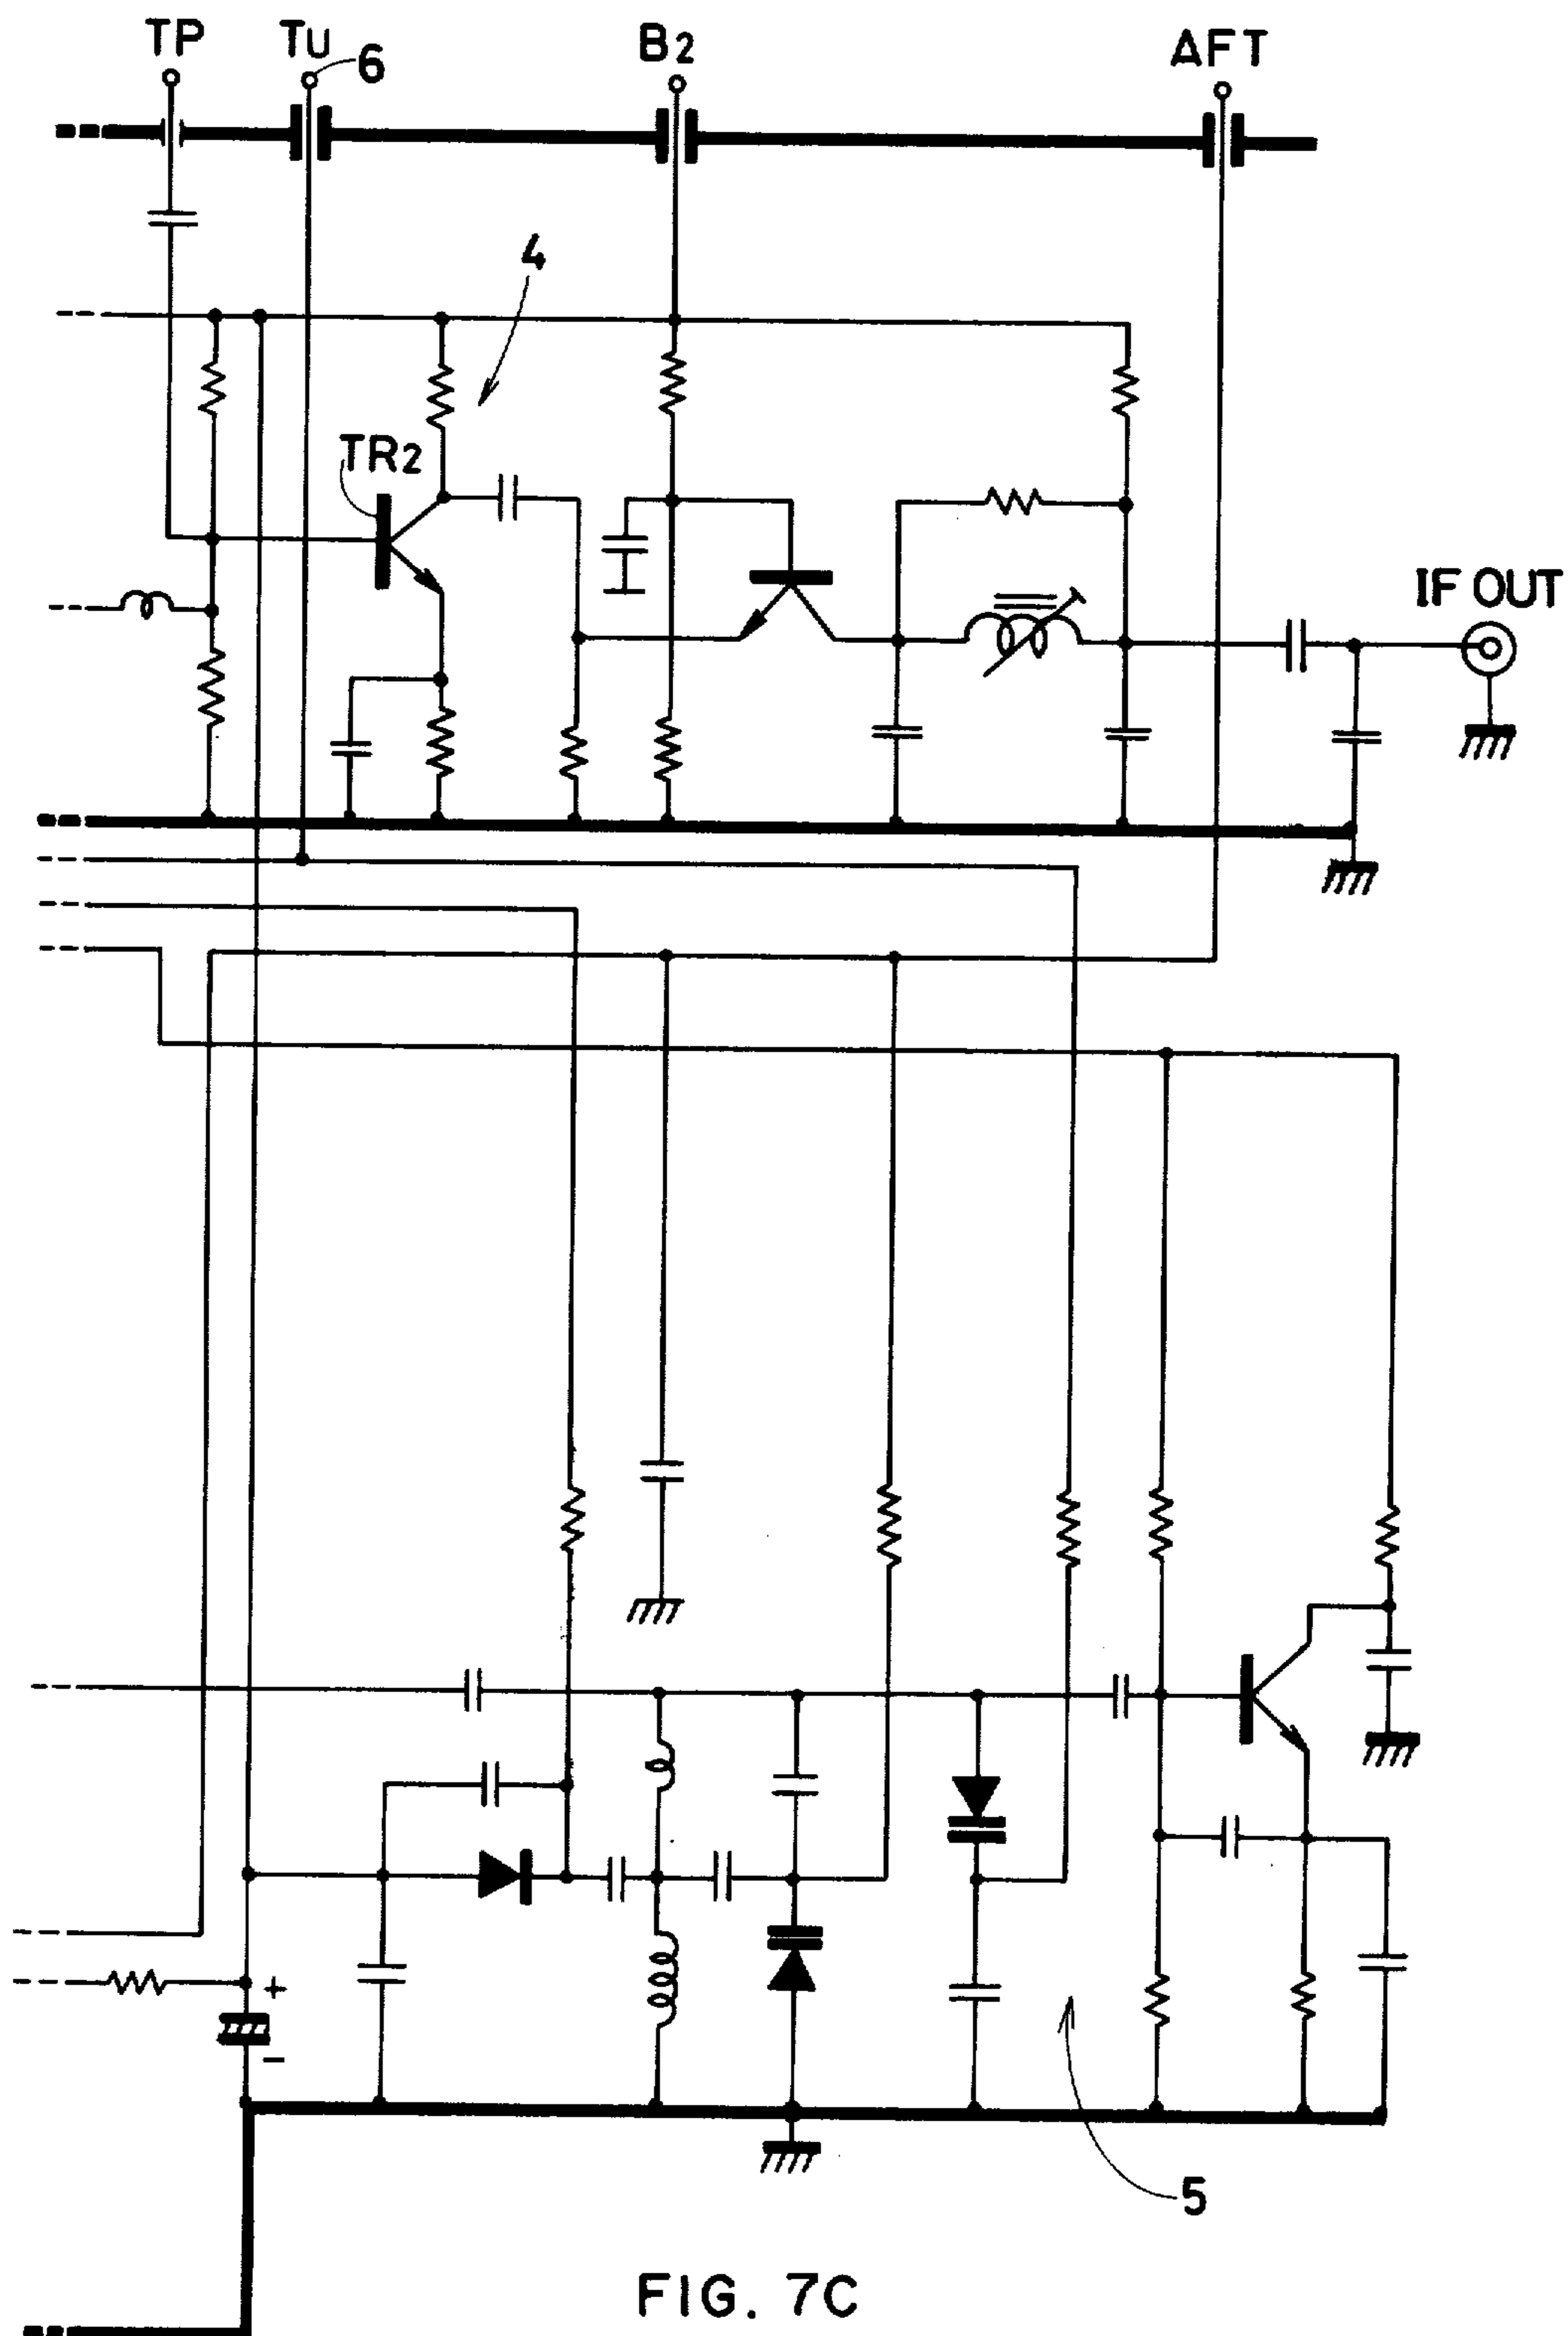 TP TU 6 B2 AFT
4
TR2
IF OUT
+
−
5
FIG. 7C